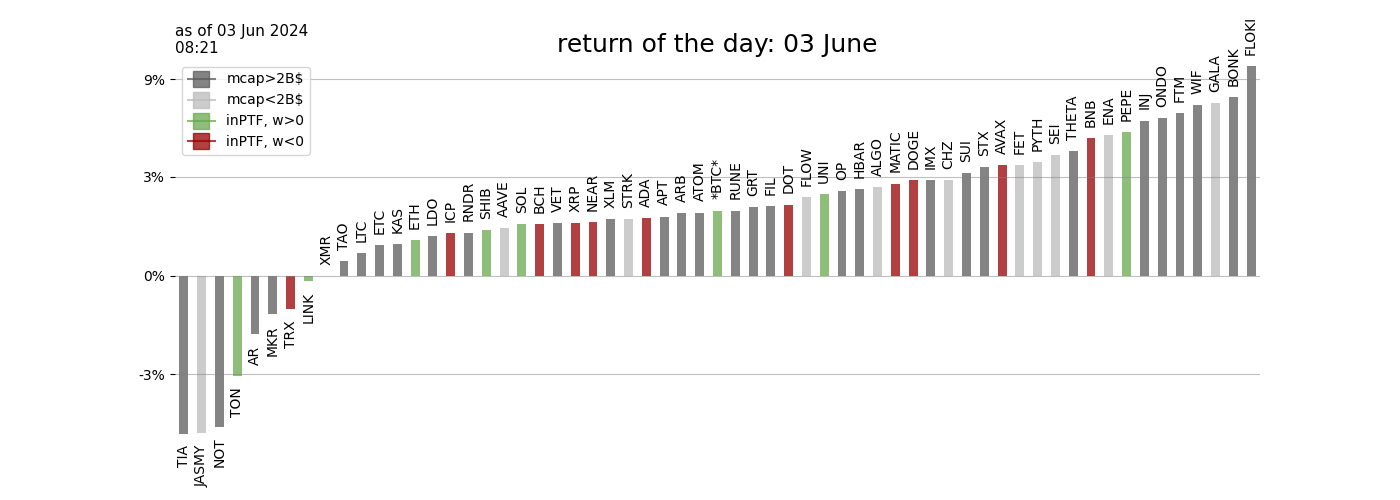 as of 03 Jun 2024
08:21
return of the day: 03 June
mcap>2B$
mcap<2B$
inPTF, w>0
inPTF, w<0
9%
3%
0%
-3%
TIA
JASMY
NOT
TON
AR
MKR
TRX
LINK
XMR
TAO
LTC
ETC
KAS
ETH
LDO
ICP
RNDR
SHIB
AAVE
SOL
BCH
VET
XRP
NEAR
XLM
STRK
ADA
APT
ARB
ATOM
*BTC*
RUNE
GRT
FIL
DOT
FLOW
UNI
OP
HBAR
ALGO
MATIC
DOGE
IMX
CHZ
SUI
STX
AVAX
FET
PYTH
SEI
THETA
BNB
ENA
PEPE
INJ
ONDO
FTM
WIF
GALA
BONK
FLOKI